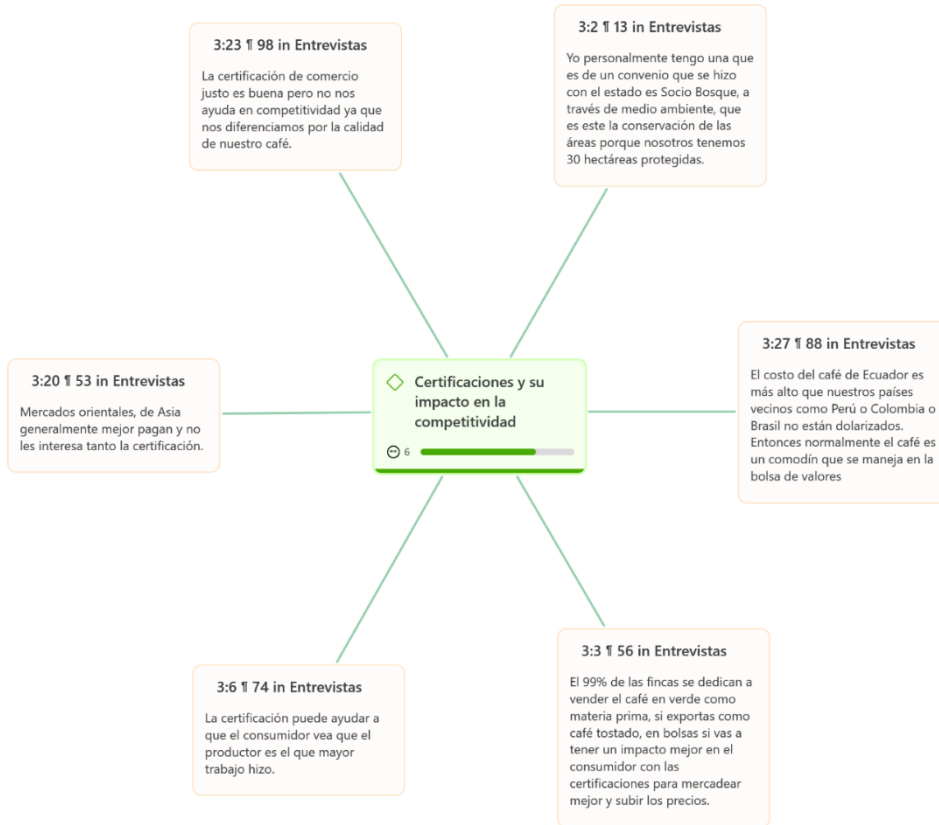 3:23 ¶ 98 in Entrevistas
La certificación de comercio
justo es buena pero no nos
ayuda en competitividad ya que
nos diferenciamos por la calidad
de nuestro café.
3:2 ¶ 13 in Entrevistas
Yo personalmente tengo una que
es de un convenio que se hizo
con el estado es Socio Bosque, a
través de medio ambiente, que
es este la conservación de las
áreas porque nosotros tenemos
30 hectáreas protegidas.
3:20 ¶ 53 in Entrevistas
Mercados orientales, de Asia
generalmente mejor pagan y no
les interesa tanto la certificación.
Certificaciones y su
impacto en la
competitividad
6
3:27 ¶ 88 in Entrevistas
El costo del café de Ecuador es
más alto que nuestros países
vecinos como Perú o Colombia o
Brasil no están dolarizados.
Entonces normalmente el café es
un comodín que se maneja en la
bolsa de valores
3:6 ¶ 74 in Entrevistas
La certificación puede ayudar a
que el consumidor vea que el
productor es el que mayor
trabajo hizo.
3:3 ¶ 56 in Entrevistas
El 99% de las fincas se dedican a
vender el café en verde como
materia prima, si exportas como
café tostado, en bolsas si vas a
tener un impacto mejor en el
consumidor con las
certificaciones para mercadear
mejor y subir los precios.